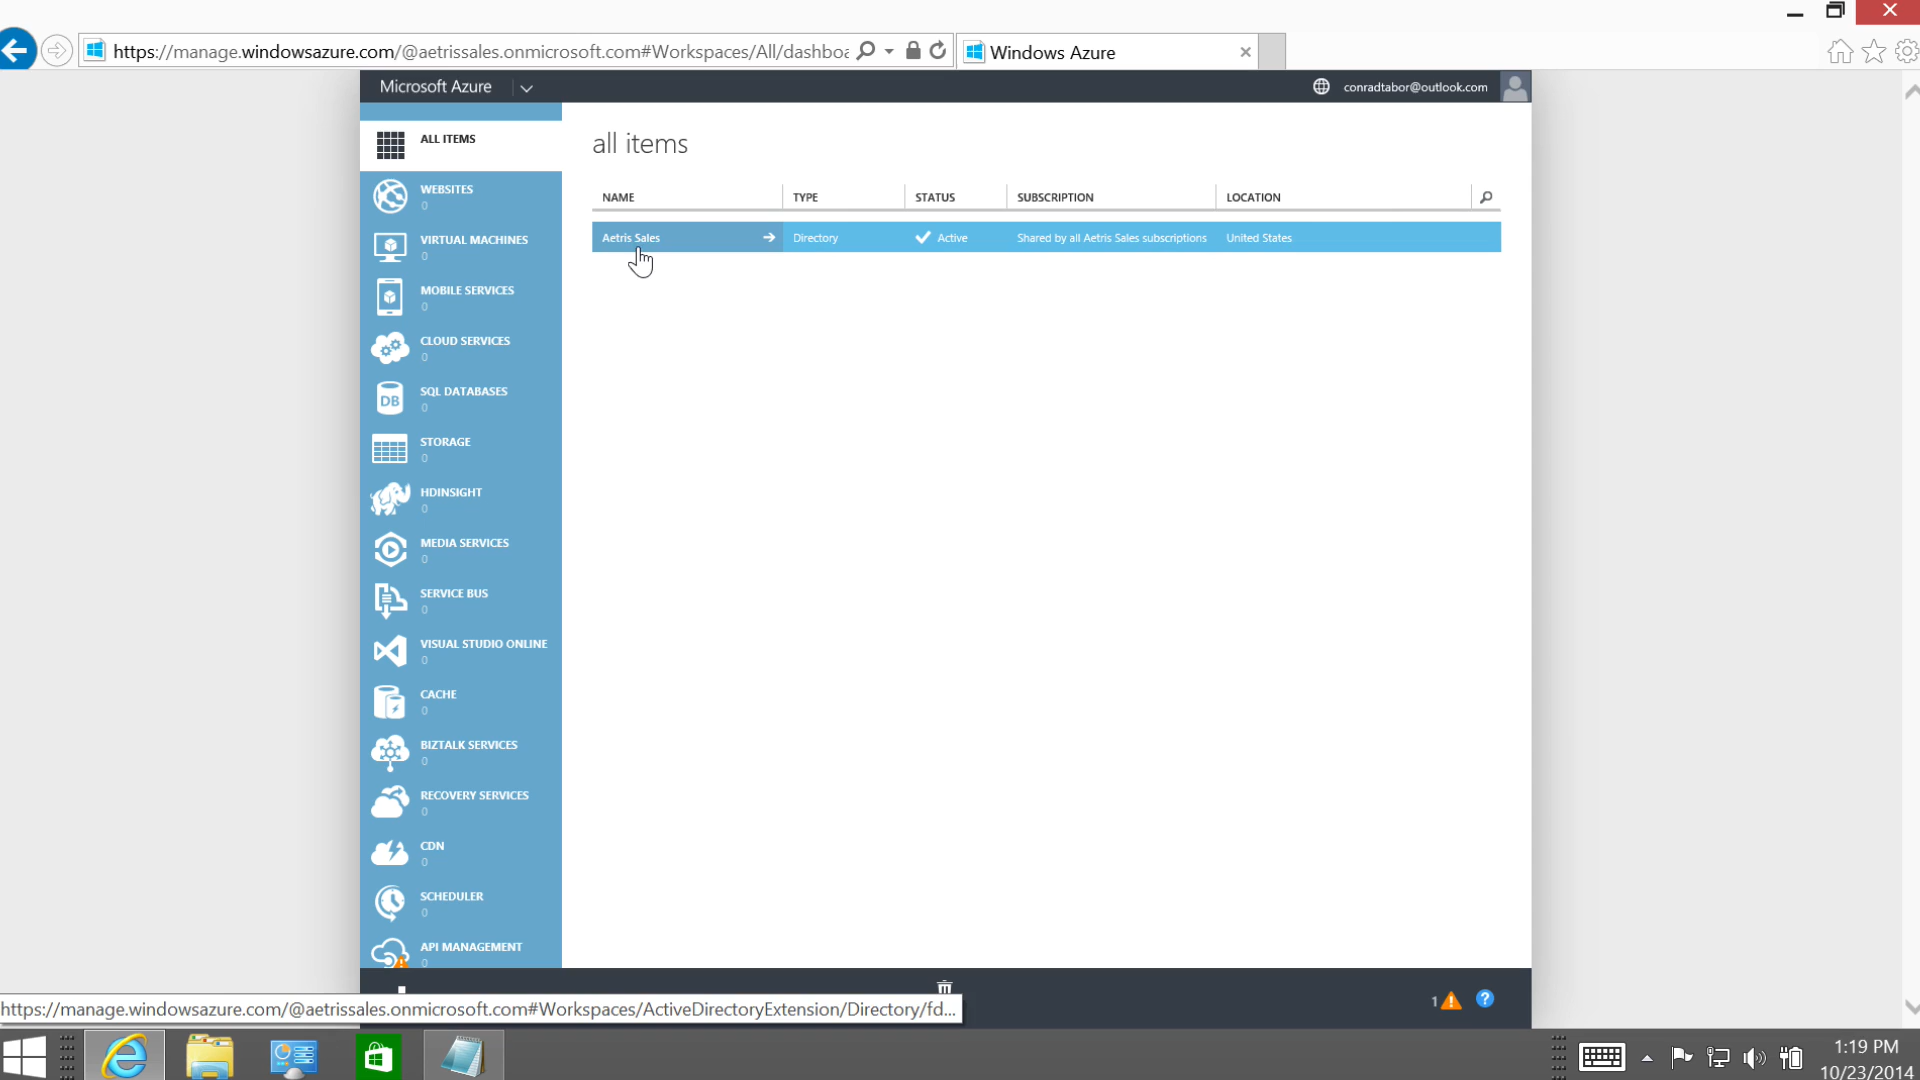 https://manage.windowsazure.com/@aetrissales.onmicrosoft.com#Workspaces/All/dashboa
Windows Azure
Microsoft Azure
conradtabor@outlook.com
ALL ITEMS
all items
WEBSITES
0
NAME TYPE STATUS SUBSCRIPTION LOCATION
Aetris Sales Directory Active Shared by all Aetris Sales subscriptions United States
VIRTUAL MACHINES
0
MOBILE SERVICES
0
CLOUD SERVICES
0
SQL DATABASES
0
DB
STORAGE
0
HDINSIGHT
0
MEDIA SERVICES
0
SERVICE BUS
0
VISUAL STUDIO ONLINE
0
CACHE
0
BIZTALK SERVICES
0
RECOVERY SERVICES
0
CDN
0
SCHEDULER
0
API MANAGEMENT
0
1
?
https://manage.windowsazure.com/@aetrissales.onmicrosoft.com#Workspaces/ActiveDirectoryExtension/Directory/fd...
1:19 PM
10/23/2014